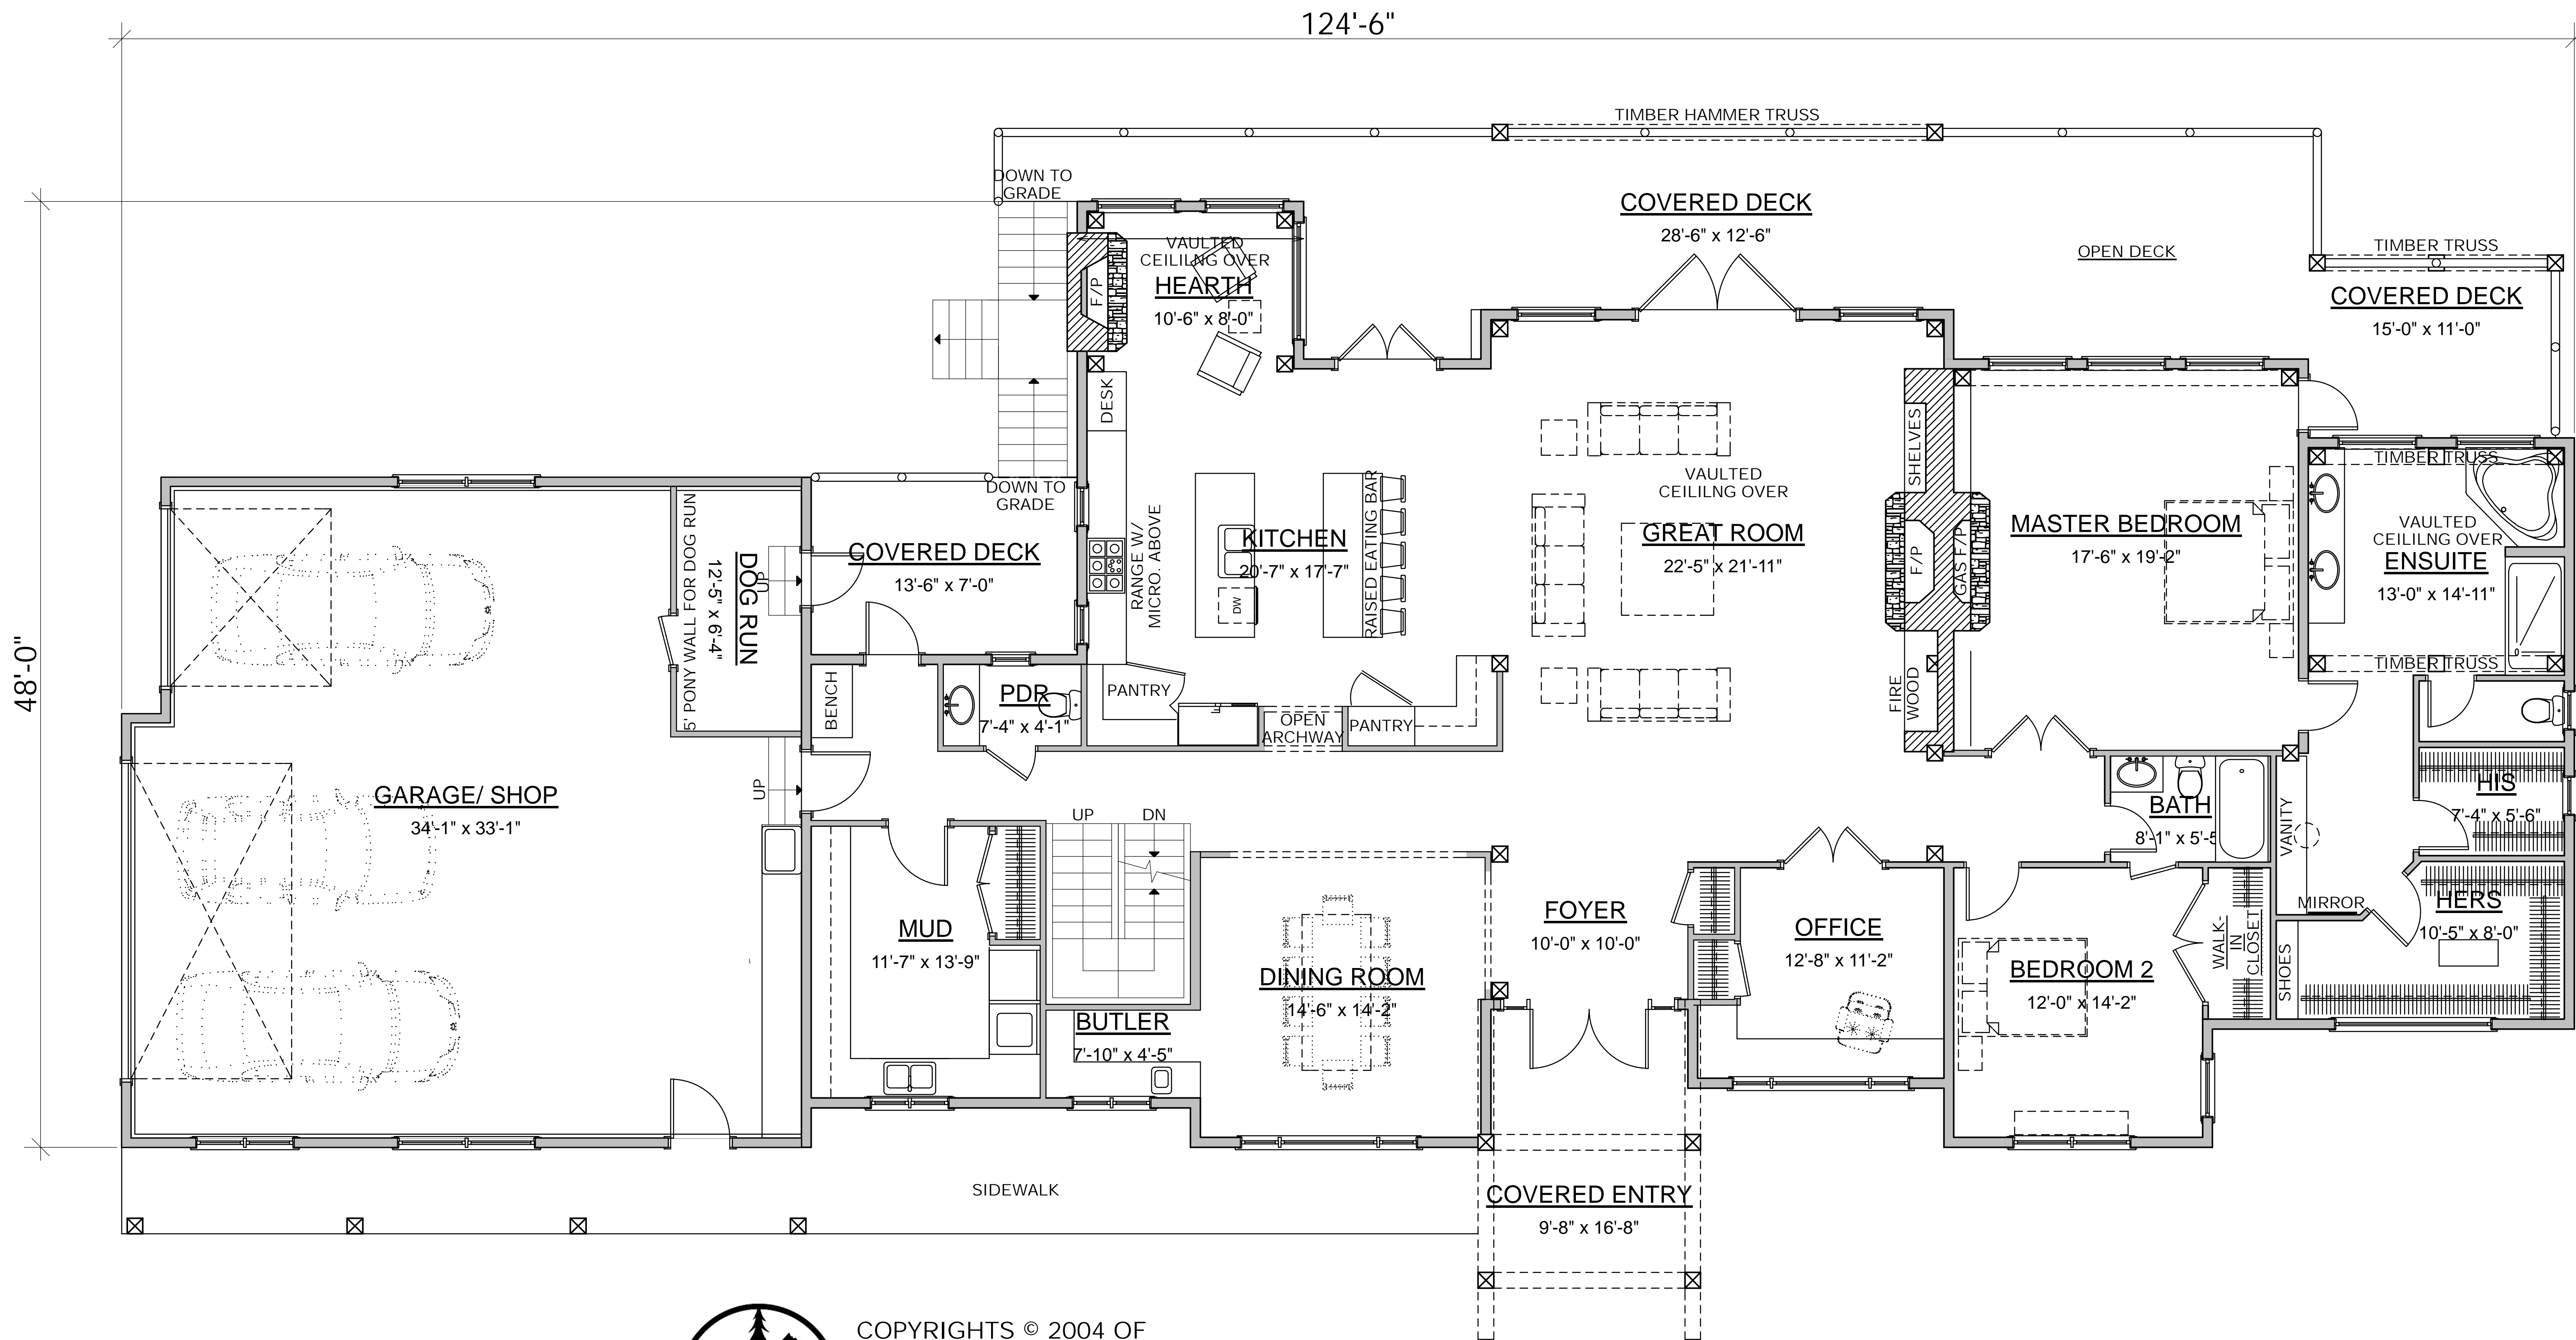 124'-6"
TIMBER HAMMER TRUSS
DOWN TO
GRADE
COVERED DECK
28'-6" x 12'-6"
OPEN DECK
TIMBER TRUSS
COVERED DECK
15'-0" x 11'-0"
VAULTED
CEILILNG OVER
HEARTH
10'-6" x 8'-0"
F/P
DESK
48'-0"
DOWN TO
GRADE
COVERED DECK
13'-6" x 7'-0"
5' PONY WALL FOR DOG RUN
DOG RUN
12'-5" x 6'-4"
UP
RANGE W/
MICRO. ABOVE
KITCHEN
20'-7" x 17'-7"
DW
RAISED EATING BAR
VAULTED
CEILILNG OVER
GREAT ROOM
22'-5" x 21'-11"
SHELVES
F/P
GAS F/P
FIRE
WOOD
MASTER BEDROOM
17'-6" x 19'-2"
TIMBER TRUSS
VAULTED
CEILILNG OVER
ENSUITE
13'-0" x 14'-11"
TIMBER TRUSS
BENCH
PDR
7'-4" x 4'-1"
PANTRY
OPEN
ARCHWAY
PANTRY
GARAGE/ SHOP
34'-1" x 33'-1"
UP
UP
DN
BATH
8'-1" x 5'-5
VANITY
HIS
7'-4" x 5'-6"
MIRROR
HERS
10'-5" x 8'-0"
SHOES
MUD
11'-7" x 13'-9"
BUTLER
7'-10" x 4'-5"
DINING ROOM
14'-6" x 14'-2"
FOYER
10'-0" x 10'-0"
OFFICE
12'-8" x 11'-2"
BEDROOM 2
12'-0" x 14'-2"
WALK-
IN
CLOSET
SIDEWALK
COVERED ENTRY
9'-8" x 16'-8"
COPYRIGHTS © 2004 OF